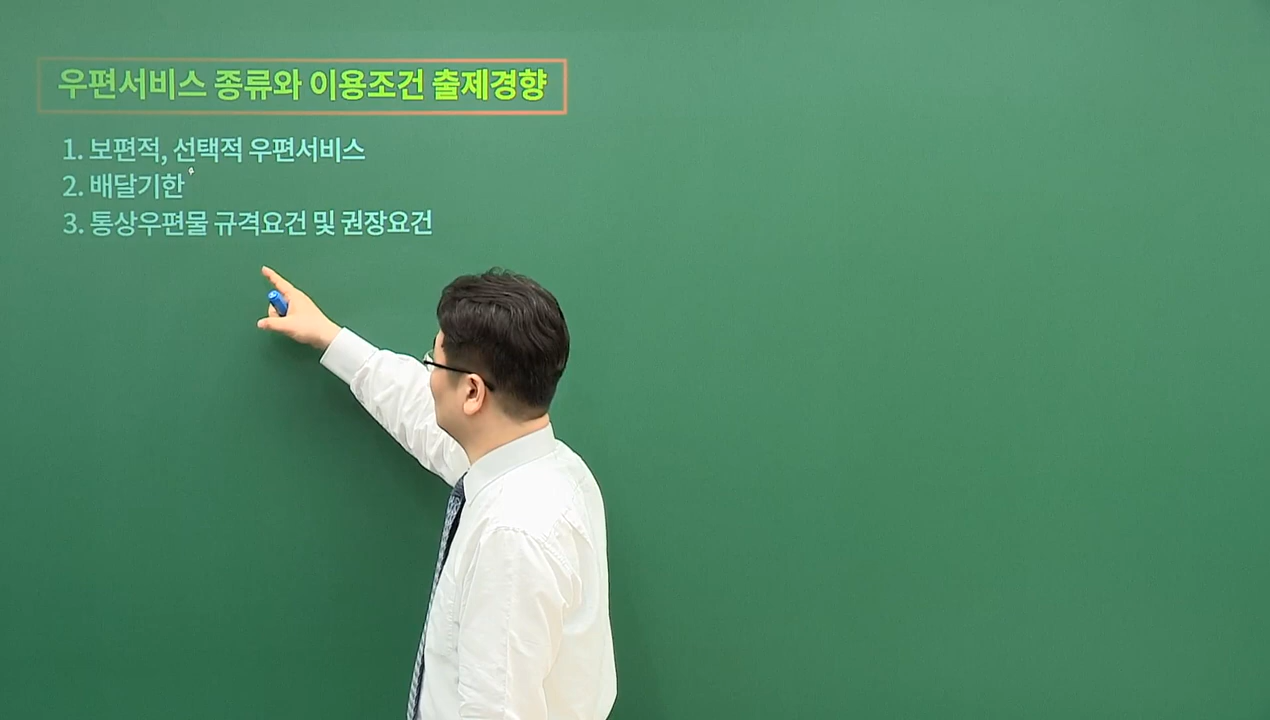 우편서비스 종류와 이용조건 출제경향
1. 보편적, 선택적 우편서비스
2. 배달기한
3. 통상우편물 규격요건 및 권장요건